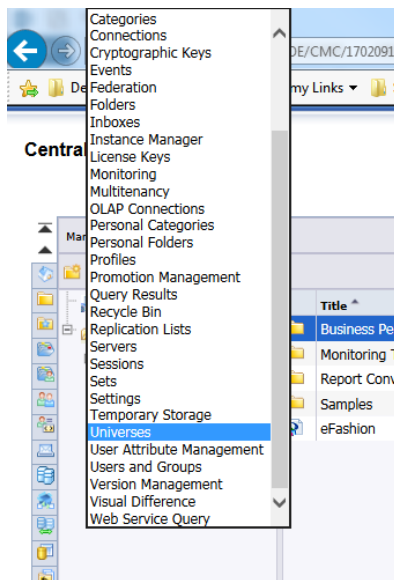 Categories
Connections
Cryptographic Keys
Events
Federation
Folders
Inboxes
Instance Manager
License Keys
Monitoring
Multitenancy
OLAP Connections
Personal Categories
Personal Folders
Profiles
Promotion Management
Query Results
Recycle Bin
Replication Lists
Servers
Sessions
Sets
Settings
Temporary Storage
Universes
User Attribute Management
Users and Groups
Version Management
Visual Difference
Web Service Query
DE/CMC/1702091
De
my Links
Central
Man
Title
Business Pe
Monitoring T
Report Conv
Samples
eFashion